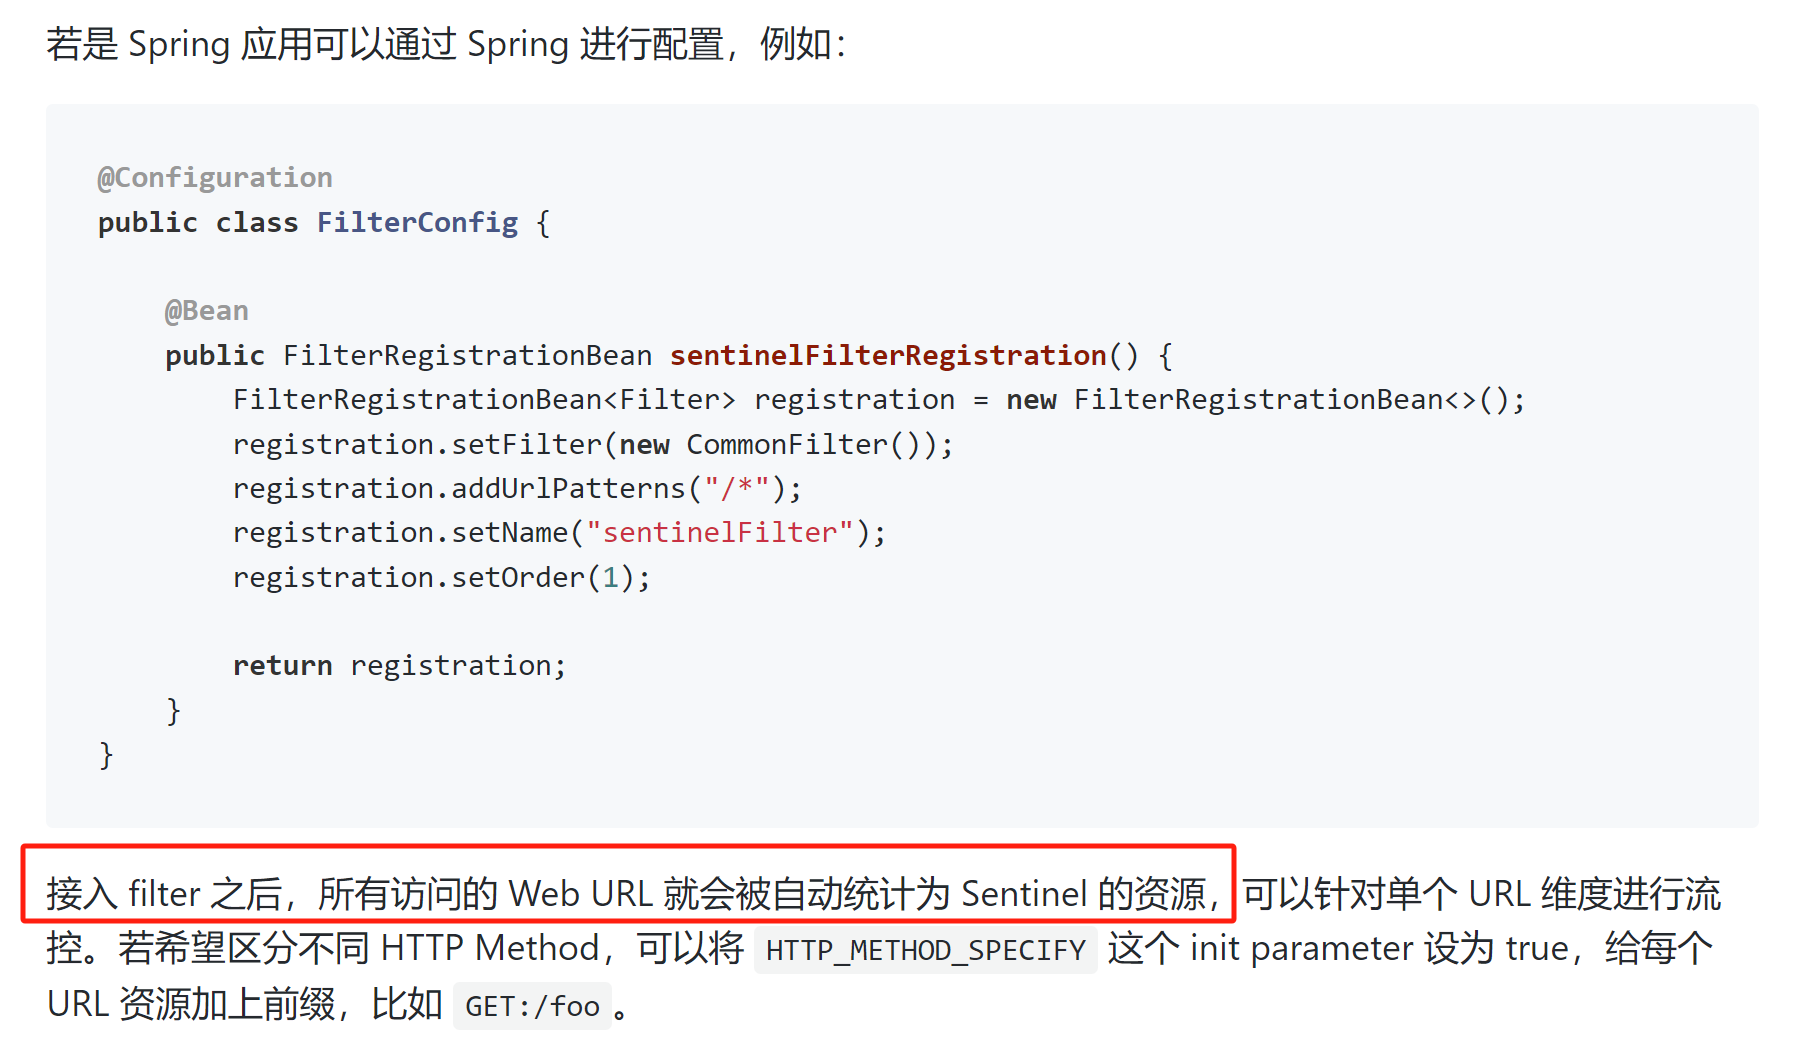 若是 Spring 应用可以通过 Spring 进行配置，例如：
@Configuration
public class FilterConfig {
@Bean
public FilterRegistrationBean sentinelFilterRegistration() {
FilterRegistrationBean<Filter> registration = new FilterRegistrationBean<>();
registration.setFilter(new CommonFilter());
registration.addUrlPatterns("/*");
registration.setName("sentinelFilter");
registration.setOrder(1);
return registration;
}
}
接入 filter 之后，所有访问的 Web URL 就会被自动统计为 Sentinel 的资源，可以针对单个 URL 维度进行流
控。若希望区分不同 HTTP Method，可以将 HTTP_METHOD_SPECIFY 这个 init parameter 设为 true，给每个
URL 资源加上前缀，比如 GET:/foo 。